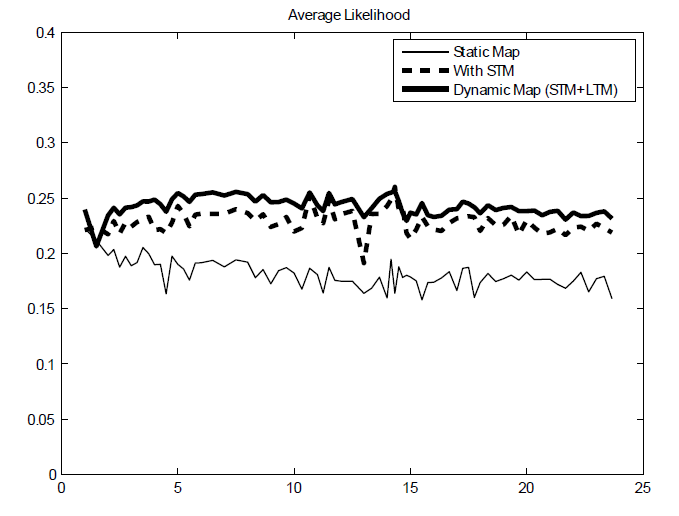 Average Likelihood
0.4
0.35
0.3
0.25
0.2
0.15
0.1
0.05
0
0 5 10 15 20 25
Static Map
With STM
Dynamic Map (STM+LTM)